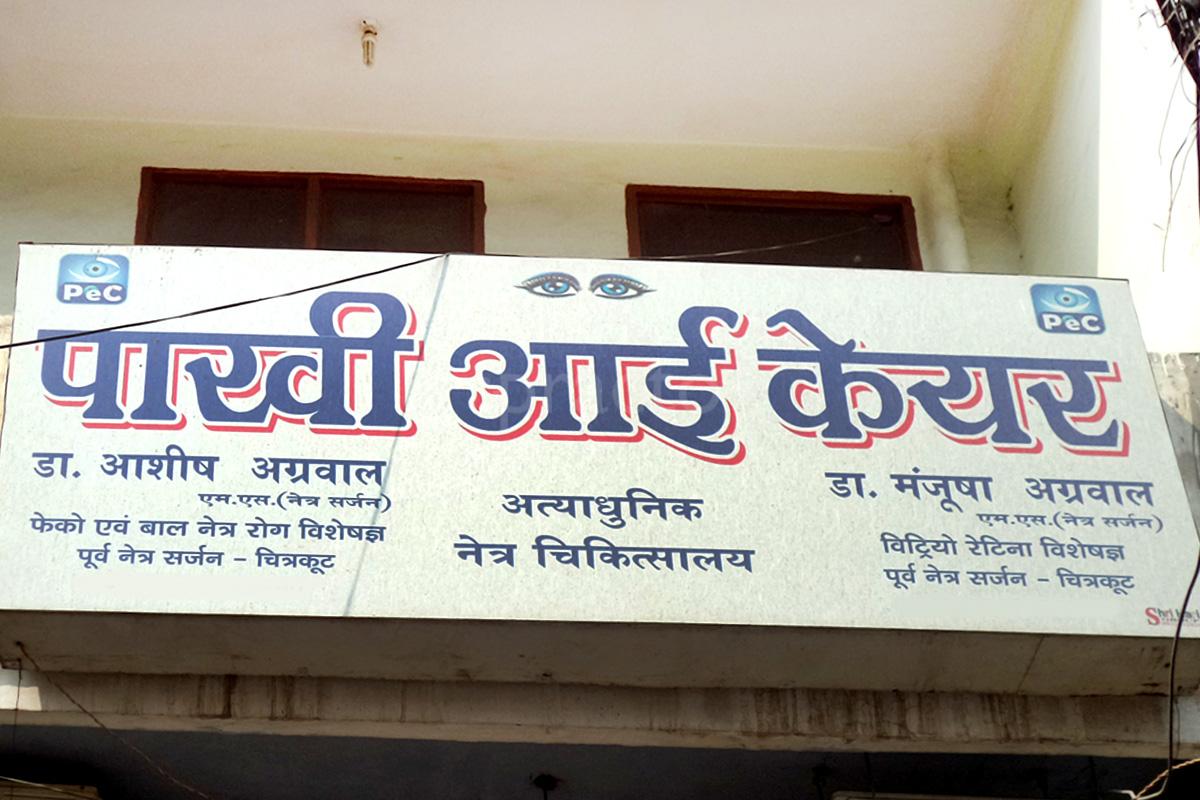 PeC
PeC
पाखी आई केयर
डा. आशीष अग्रवाल
एम.एस.(नेत्र सर्जन)
फेको एवं बाल नेत्र रोग विशेषज्ञ
पूर्व नेत्र सर्जन - चित्रकूट
अत्याधुनिक
नेत्र चिकित्सालय
डा. मंजूषा अग्रवाल
एम.एस.(नेत्र सर्जन)
विट्रियो रेटिना विशेषज्ञ
पूर्व नेत्र सर्जन - चित्रकूट
Shri